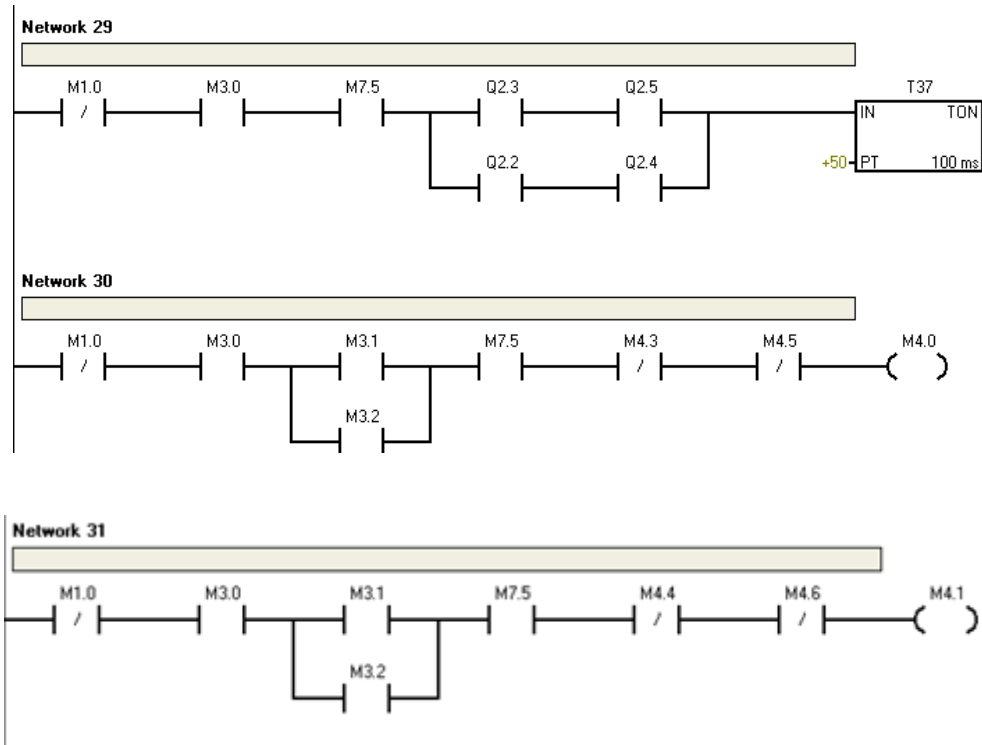 Network 29
M1.0 M3.0 M7.5 Q2.3 Q2.5 T37
/ IN TON
Q2.2 Q2.4 +50 PT 100 ms
Network 30
M1.0 M3.0 M3.1 M7.5 M4.3 M4.5 M4.0
/ / /
M3.2
Network 31
M1.0 M3.0 M3.1 M7.5 M4.4 M4.6 M4.1
/ / /
M3.2